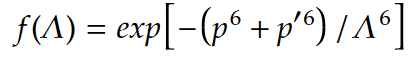 f(Λ) = exp[−(p⁶ + p′⁶) /Λ⁶]